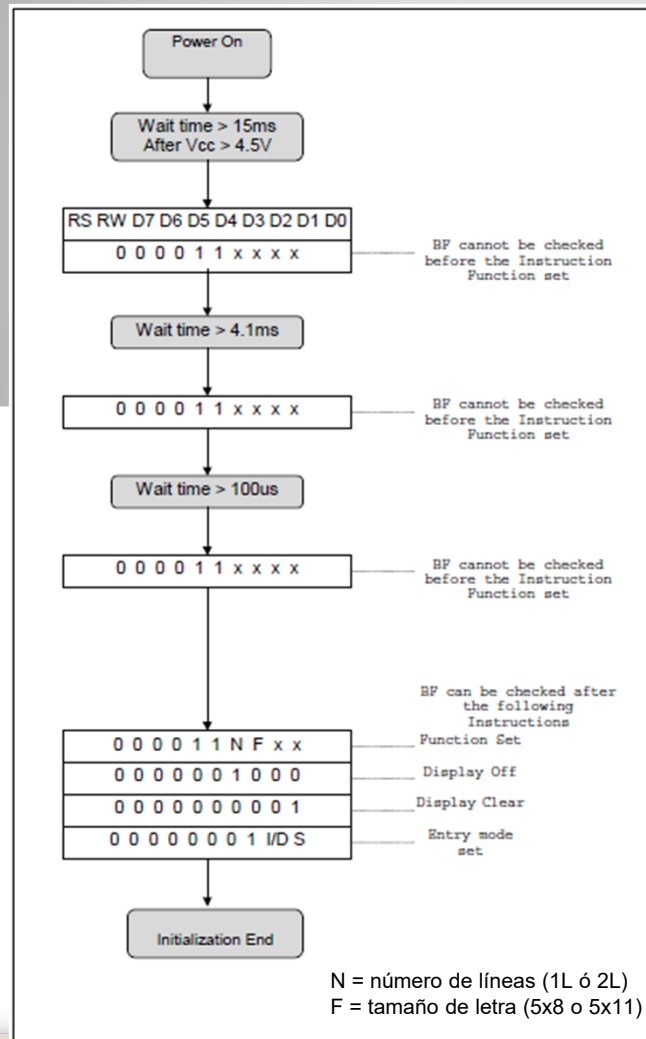 Power On
Wait time > 15ms
After Vcc > 4.5V
RS RW D7 D6 D5 D4 D3 D2 D1 D0
0 0 0 0 1 1 x x x x
BF cannot be checked
before the Instruction
Function set
Wait time > 4.1ms
0 0 0 0 1 1 x x x x
BF cannot be checked
before the Instruction
Function set
Wait time > 100us
0 0 0 0 1 1 x x x x
BF cannot be checked
before the Instruction
Function set
BF can be checked after
the following
Instructions
0 0 0 0 1 1 N F x x
Function Set
0 0 0 0 0 0 1 0 0 0
Display Off
0 0 0 0 0 0 0 0 0 1
Display Clear
0 0 0 0 0 0 0 1 I/D S
Entry mode
set
Initialization End
N = número de líneas (1L ó 2L)
F = tamaño de letra (5x8 o 5x11)